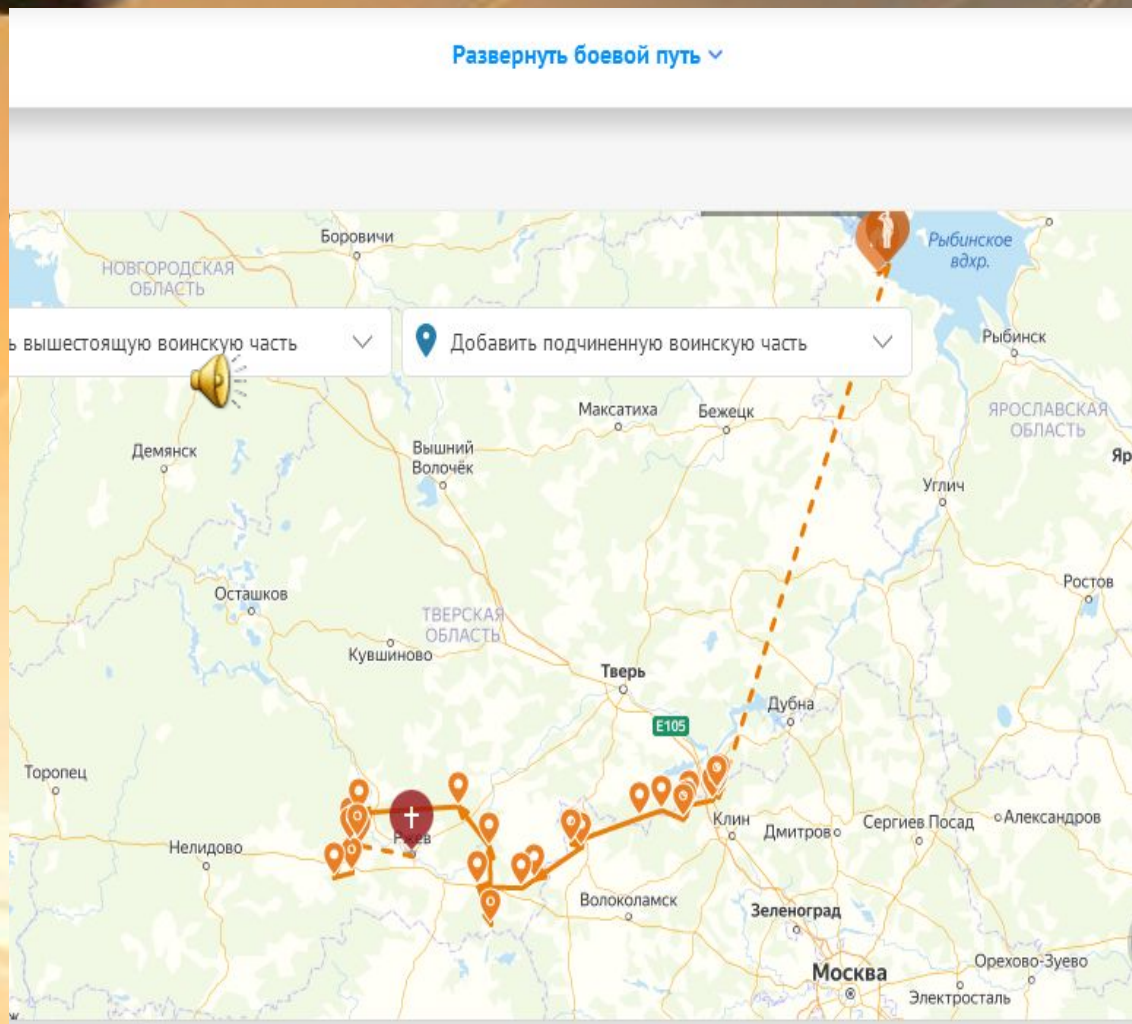 Развернуть боевой путь
Боровичи
НОВГОРОДСКАЯ
ОБЛАСТЬ
Рыбинское
вдхр.
ь вышестоящую воинскую часть
Добавить подчиненную воинскую часть
Рыбинск
Максатиха
Бежецк
ЯРОСЛАВСКАЯ
ОБЛАСТЬ
Демянск
Вышний
Волочёк
Яр
Углич
Осташков
Ростов
ТВЕРСКАЯ
ОБЛАСТЬ
Кувшиново
Тверь
Дубна
E105
Торопец
Ржев
Клин
Дмитров
Сергиев Посад
Александров
Нелидово
Волоколамск
Зеленоград
Москва
Орехово-Зуево
Электросталь